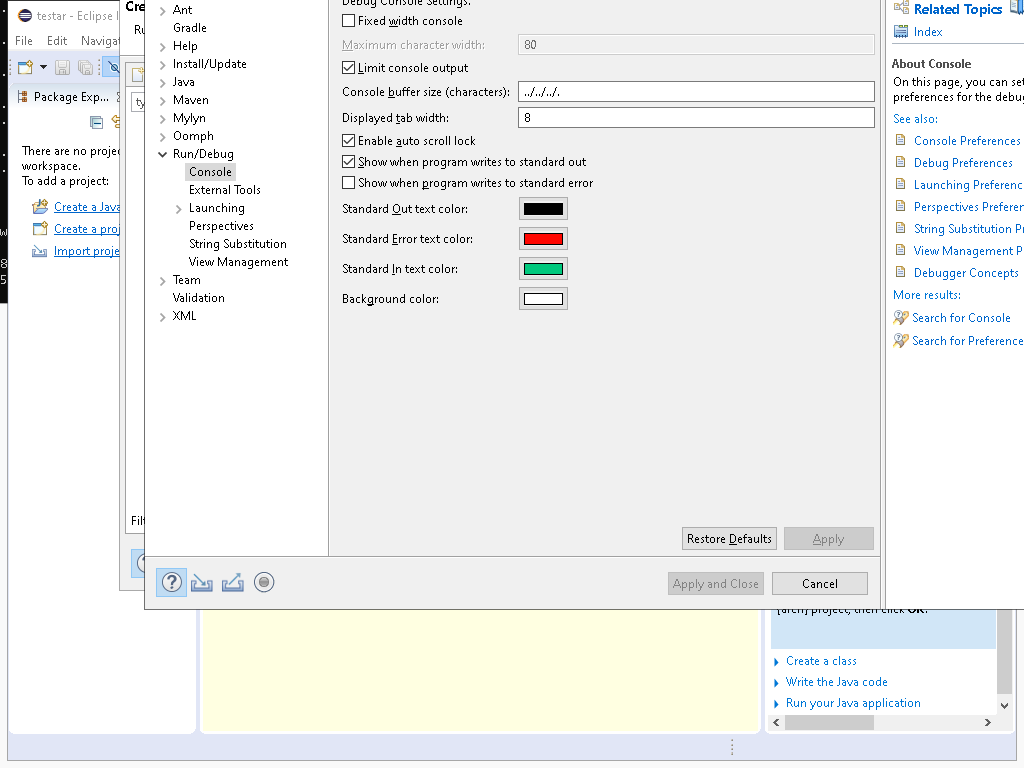 testar - Eclipse I
File Edit Navigat
Package Exp...
There are no proje
workspace.
To add a project:
Create a Java
Create a proj
Import proje
Cre
Ru
ty
Filt
Ant
Gradle
Help
Install/Update
Java
Maven
Mylyn
Oomph
Run/Debug
Console
External Tools
Launching
Perspectives
String Substitution
View Management
Team
Validation
XML
Debug Console Settings.
Fixed width console
Maximum character width: 80
Limit console output
Console buffer size (characters): ../../../.
Displayed tab width: 8
Enable auto scroll lock
Show when program writes to standard out
Show when program writes to standard error
Standard Out text color:
Standard Error text color:
Standard In text color:
Background color:
Restore Defaults Apply
Apply and Close Cancel
Related Topics
Index
About Console
On this page, you can set
preferences for the debug
See also:
Console Preferences
Debug Preferences
Launching Preferenc
Perspectives Preferen
String Substitution Pr
View Management P
Debugger Concepts
More results:
Search for Console
Search for Preference
{arch} project, then click OK.
Create a class
Write the Java code
Run your Java application